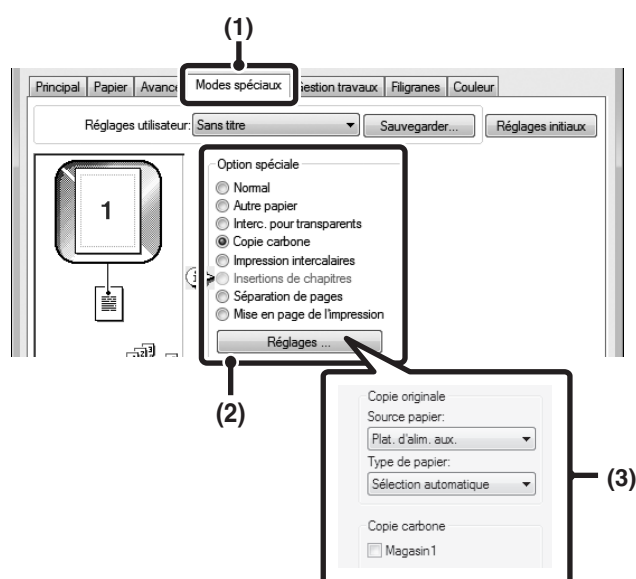 (1)
Principal Papier Avancé Modes spéciaux Gestion travaux Filigranes Couleur
Réglages utilisateur: Sans titre Sauvegarder... Réglages initiaux
Option spéciale
Normal
Autre papier
Interc. pour transparents
Copie carbone
Impression intercalaires
Insertions de chapitres
Séparation de pages
Mise en page de l'impression
Réglages ...
1
(2)
Copie originale
Source papier:
Plat. d'alim. aux.
Type de papier:
Sélection automatique
(3)
Copie carbone
Magasin1